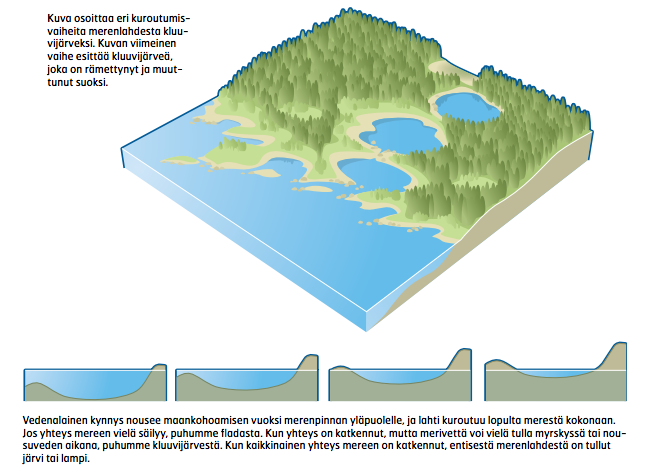 Kuva osoittaa eri kuroutumis-
vaiheita merenlahdesta kluu-
vijärveksi. Kuvan viimeinen
vaihe esittää kluuvijärveä,
joka on rämettynyt ja muut-
tunut suoksi.
Vedenalainen kynnys nousee maankohoamisen vuoksi merenpinnan yläpuolelle, ja lahti kuroutuu lopulta merestä kokonaan.
Jos yhteys mereen vielä säilyy, puhumme fladasta. Kun yhteys on katkennut, mutta merivettä voi vielä tulla myrskyssä tai nou-
suveden aikana, puhumme kluuvijärvestä. Kun kaikkinainen yhteys mereen on katkennut, entisestä merenlahdestä on tullut
järvi tai lampi.